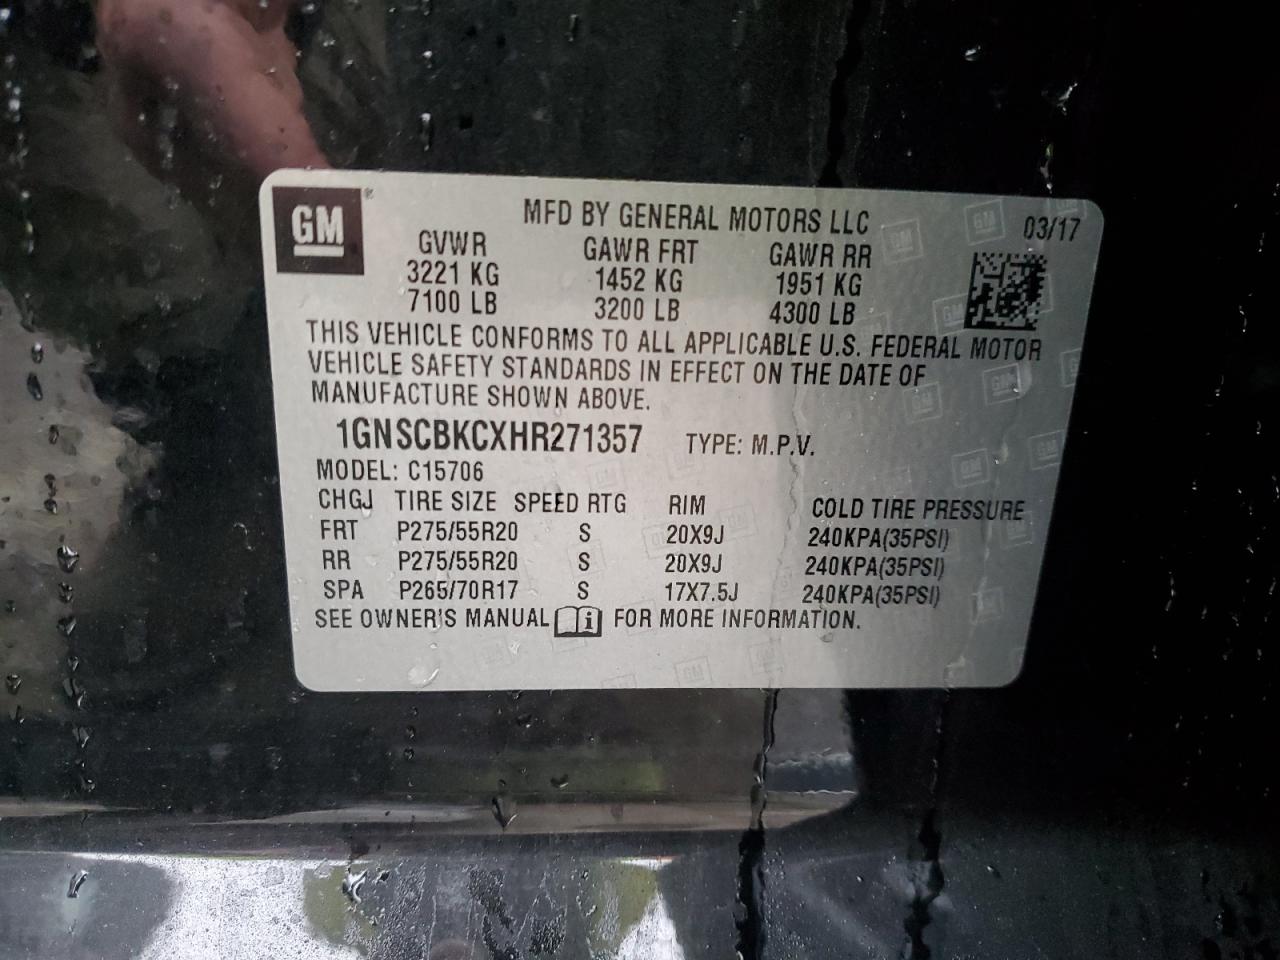 GM ®
MFD BY GENERAL MOTORS LLC 03/17
GVWR GAWR FRT GAWR RR
3221 KG 1452 KG 1951 KG
7100 LB 3200 LB 4300 LB
THIS VEHICLE CONFORMS TO ALL APPLICABLE U.S. FEDERAL MOTOR
VEHICLE SAFETY STANDARDS IN EFFECT ON THE DATE OF
MANUFACTURE SHOWN ABOVE.
1GNSCBKCXHR271357 TYPE: M.P.V.
MODEL: C15706
CHGJ TIRE SIZE SPEED RTG RIM COLD TIRE PRESSURE
FRT P275/55R20 S 20X9J 240KPA(35PSI)
RR P275/55R20 S 20X9J 240KPA(35PSI)
SPA P265/70R17 S 17X7.5J 240KPA(35PSI)
SEE OWNER'S MANUAL i FOR MORE INFORMATION.